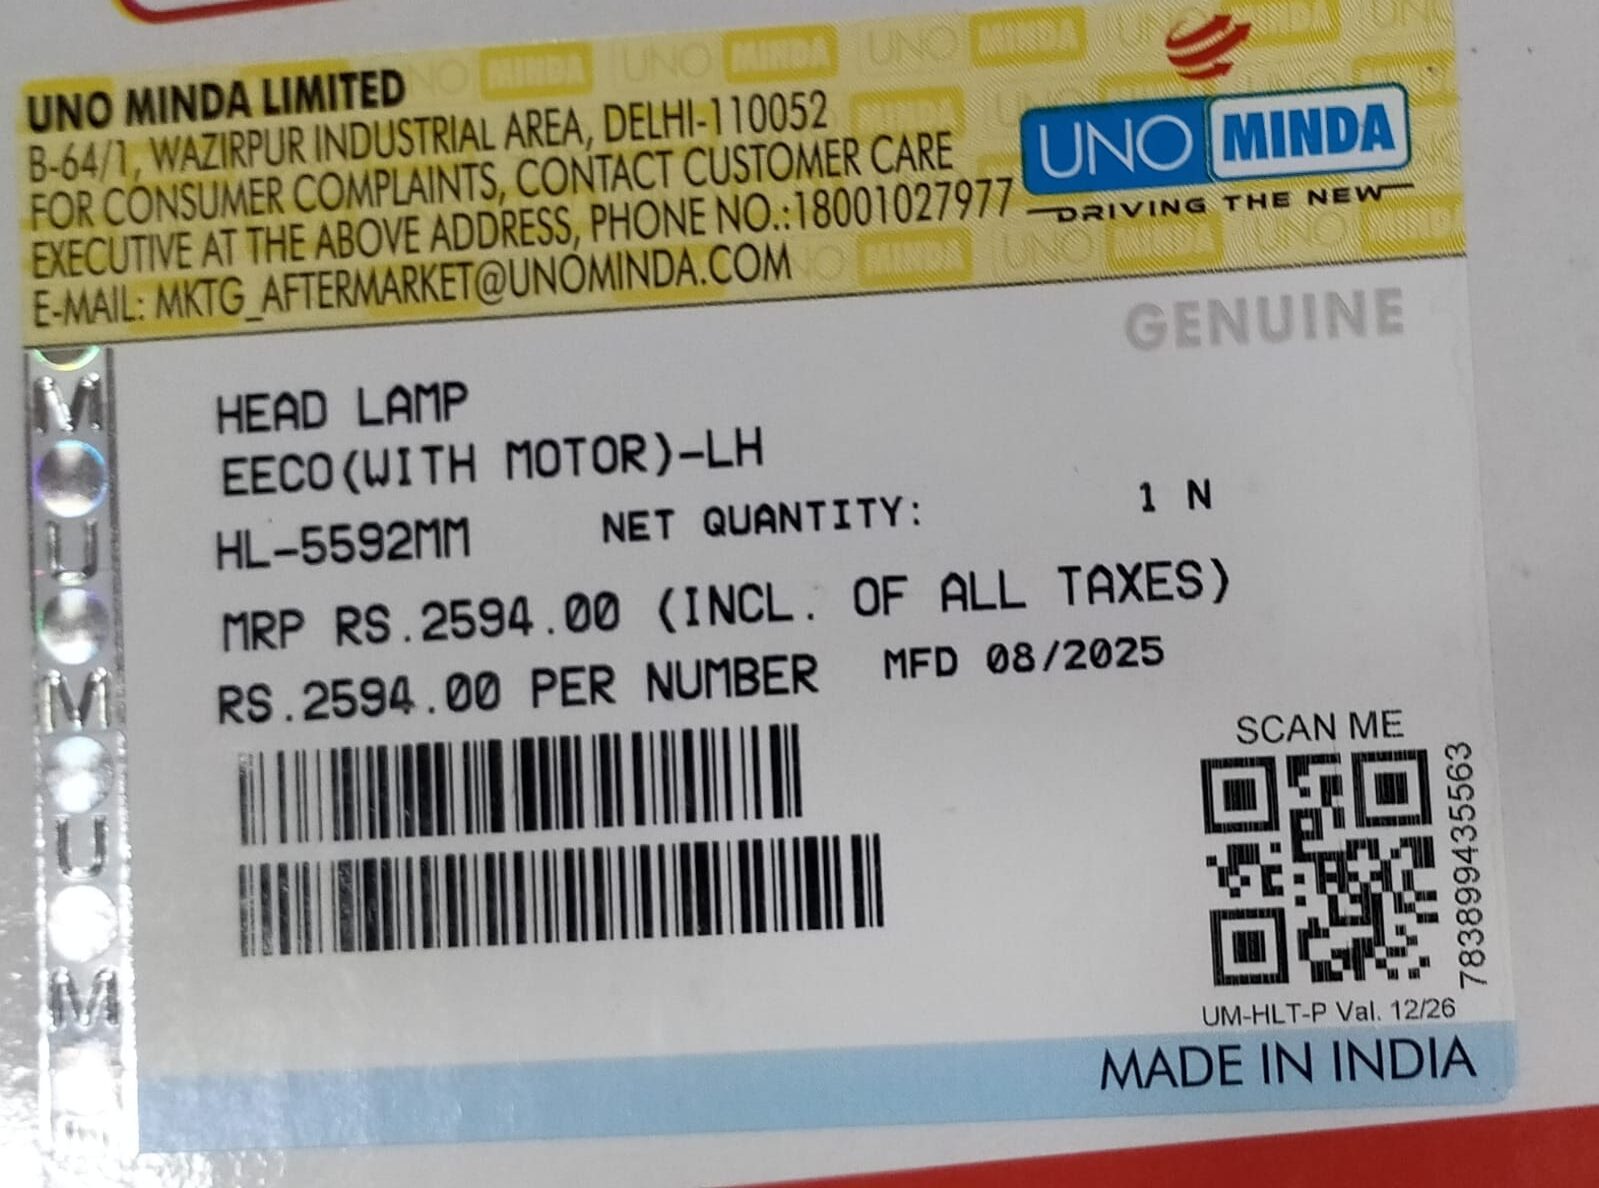 UNO MINDA LIMITED
B-64/1, WAZIRPUR INDUSTRIAL AREA, DELHI-110052
FOR CONSUMER COMPLAINTS, CONTACT CUSTOMER CARE
EXECUTIVE AT THE ABOVE ADDRESS, PHONE NO.:18001027977
E-MAIL: MKTG_AFTERMARKET@UNOMINDA.COM
UNO MINDA
DRIVING THE NEW
GENUINE
HEAD LAMP
EECO(WITH MOTOR)-LH
HL-5592MM NET QUANTITY: 1 N
MRP RS.2594.00 (INCL. OF ALL TAXES)
RS.2594.00 PER NUMBER MFD 08/2025
SCAN ME
7838994355563
UM-HLT-P Val. 12/26
MADE IN INDIA
M
U
M
U
M